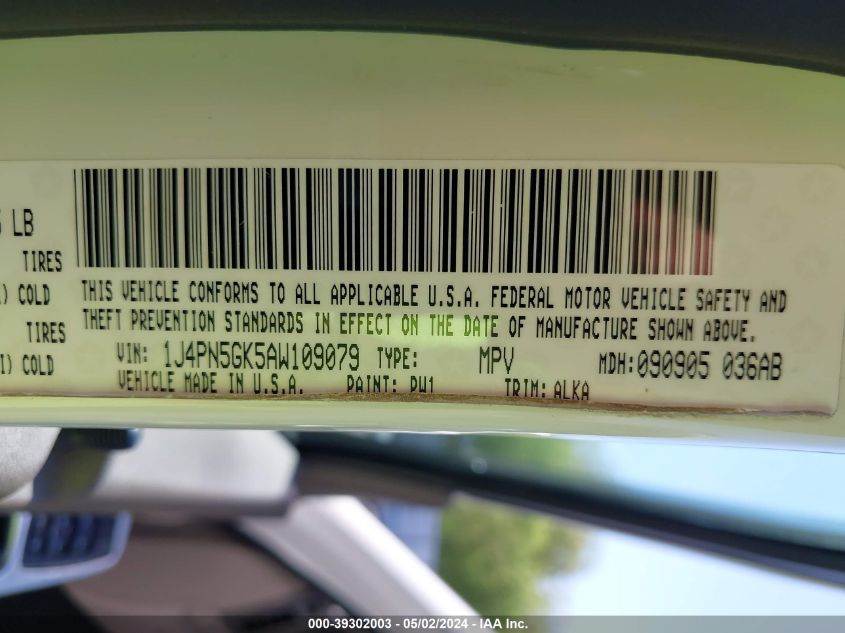 LB
TIRES
) COLD
TIRES
I) COLD
THIS VEHICLE CONFORMS TO ALL APPLICABLE U.S.A. FEDERAL MOTOR VEHICLE SAFETY AND
THEFT PREVENTION STANDARDS IN EFFECT ON THE DATE OF MANUFACTURE SHOWN ABOVE.
VIN: 1J4PN5GK5AW109079 TYPE: MPV MDH:090905 036AB
VEHICLE MADE IN U.S.A. PAINT: PW1 TRIM: ALKA
000-39302003 - 05/02/2024 - IAA Inc.